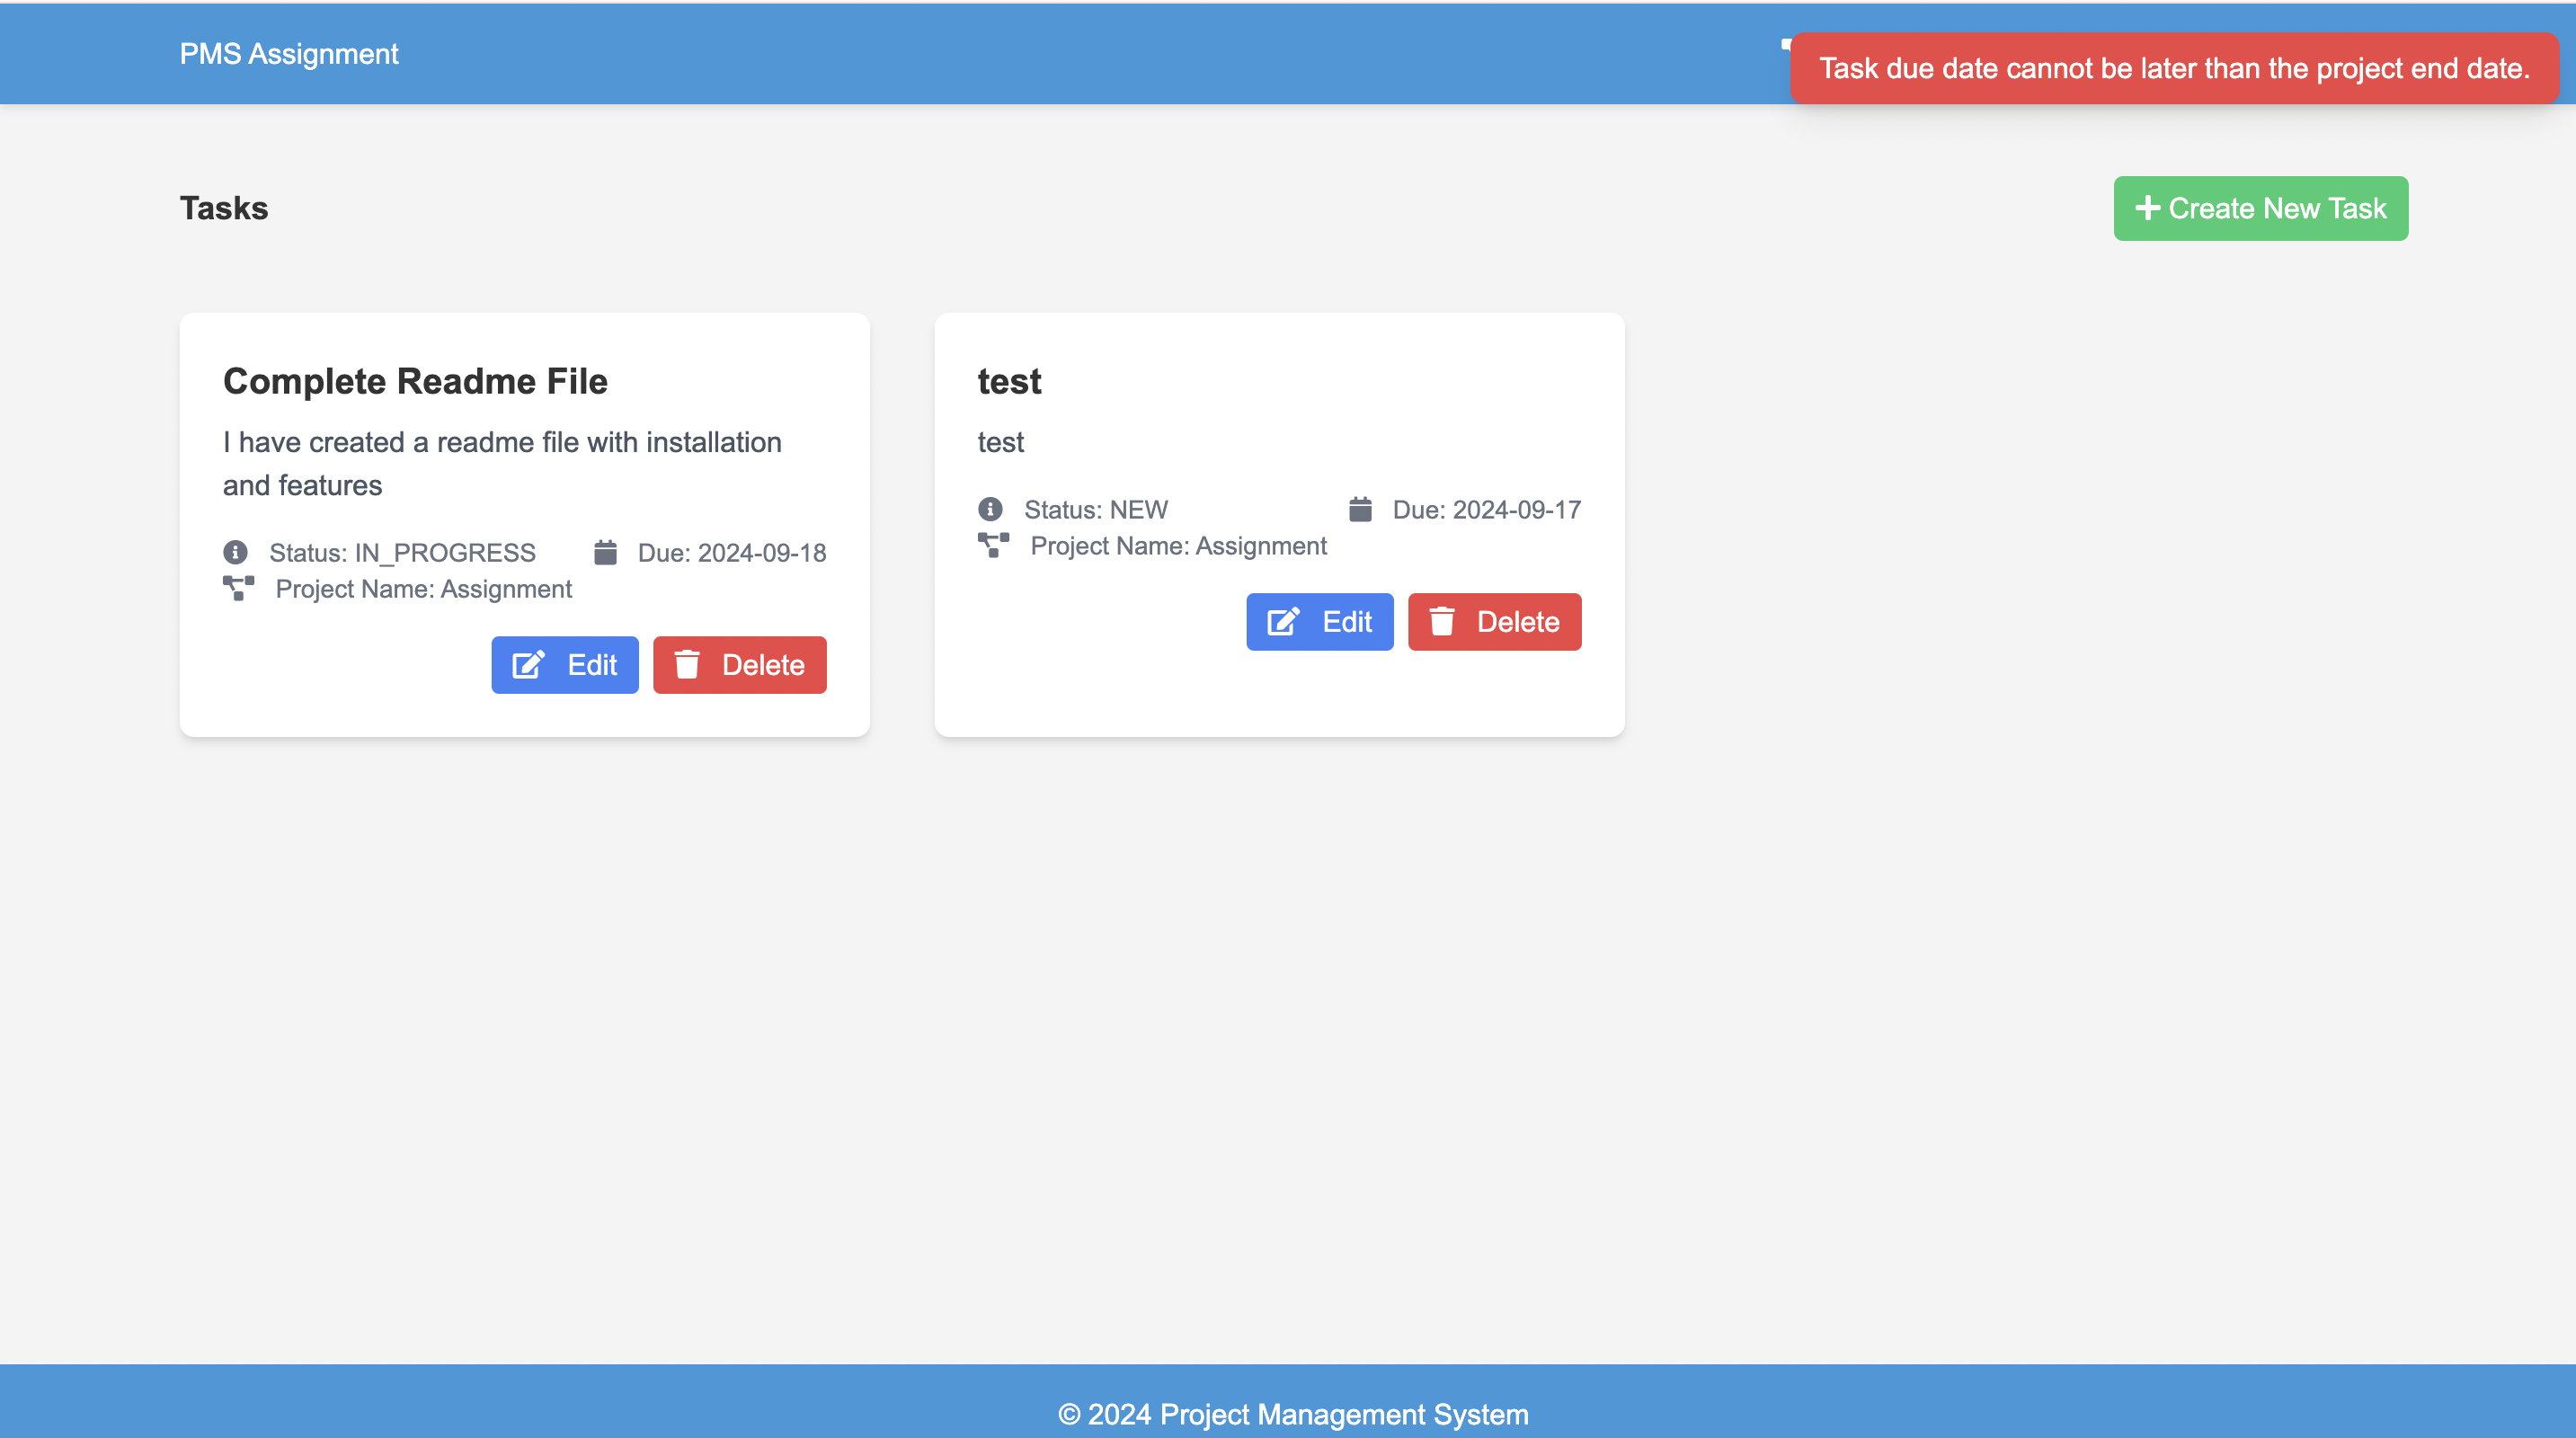 PMS Assignment
Task due date cannot be later than the project end date.
Tasks
Create New Task
Complete Readme File
I have created a readme file with installation
and features
Status: IN_PROGRESS
Due: 2024-09-18
Project Name: Assignment
Edit
Delete
test
test
Status: NEW
Due: 2024-09-17
Project Name: Assignment
Edit
Delete
© 2024 Project Management System